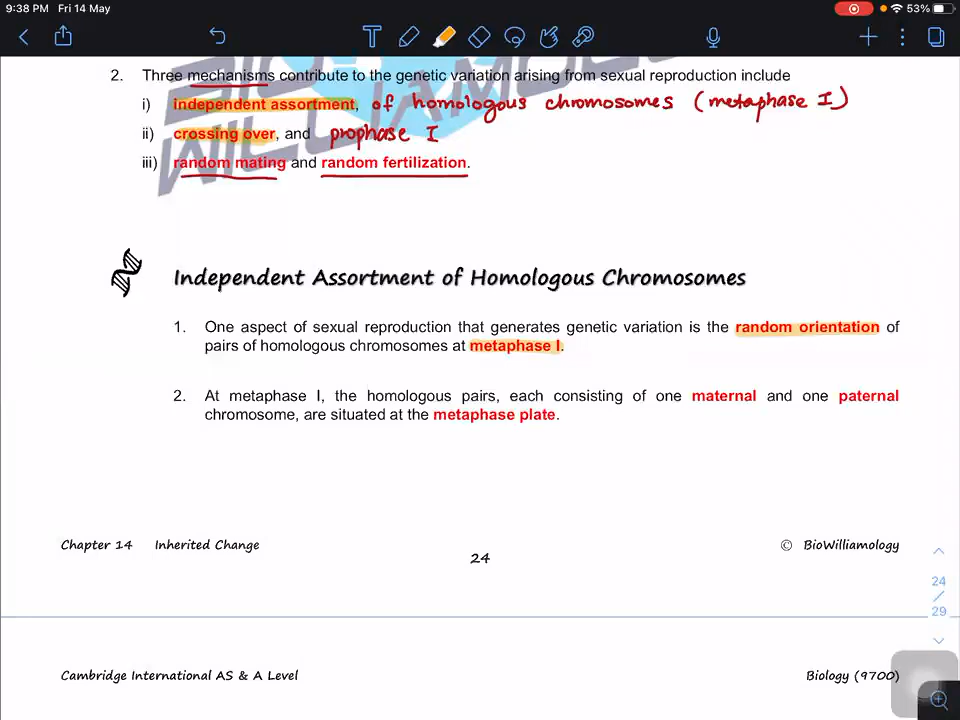 9:38 PM Fri 14 May 53%
2. Three mechanisms contribute to the genetic variation arising from sexual reproduction include
i) independent assortment, of homologous chromosomes (metaphase I)
ii) crossing over, and prophase I
iii) random mating and random fertilization.
Independent Assortment of Homologous Chromosomes
1. One aspect of sexual reproduction that generates genetic variation is the random orientation of
pairs of homologous chromosomes at metaphase I.
2. At metaphase I, the homologous pairs, each consisting of one maternal and one paternal
chromosome, are situated at the metaphase plate.
Chapter 14 Inherited Change
24
© BioWilliamology
24
/
29
Cambridge International AS & A Level
Biology (9700)